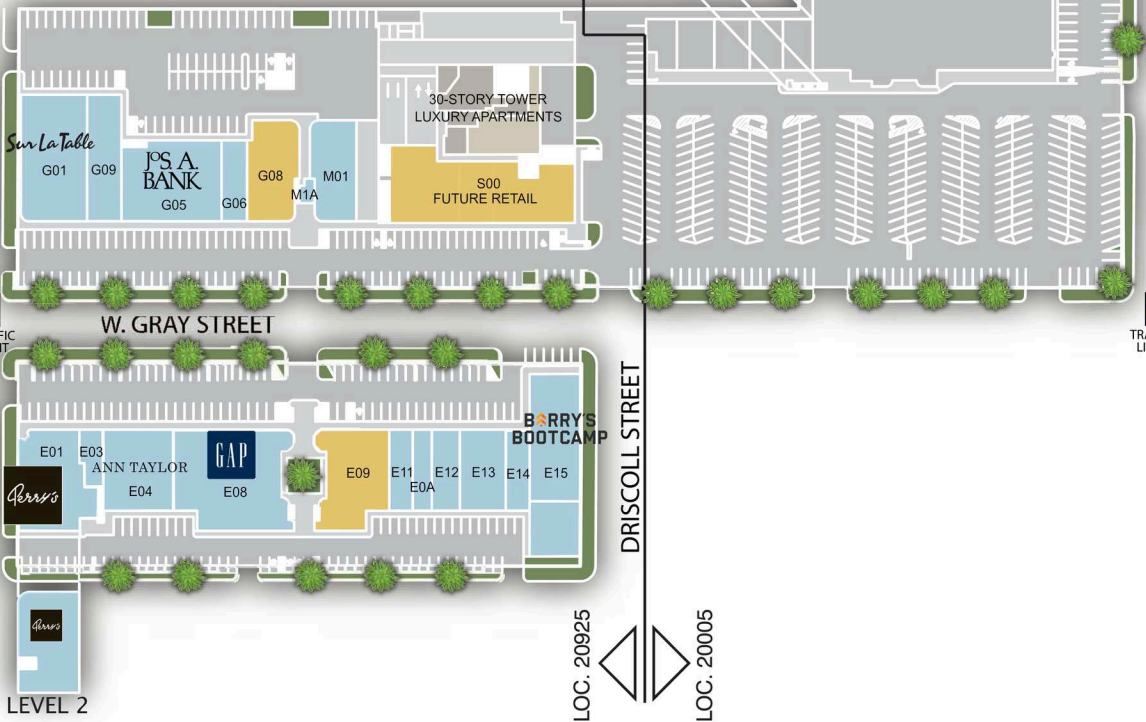 30-STORY TOWER
LUXURY APARTMENTS
Sur La Table
G01
G09
JOS. A.
BANK
G05
G06
G08
M1A
M01
S00
FUTURE RETAIL
W. GRAY STREET
E01
E03
ANN TAYLOR
E04
GAP
E08
E09
E11
E0A
E12
E13
E14
BARRY'S
BOOTCAMP
E15
Perry's
Perry's
LEVEL 2
DRISCOLL STREET
LOC. 20925
LOC. 20005